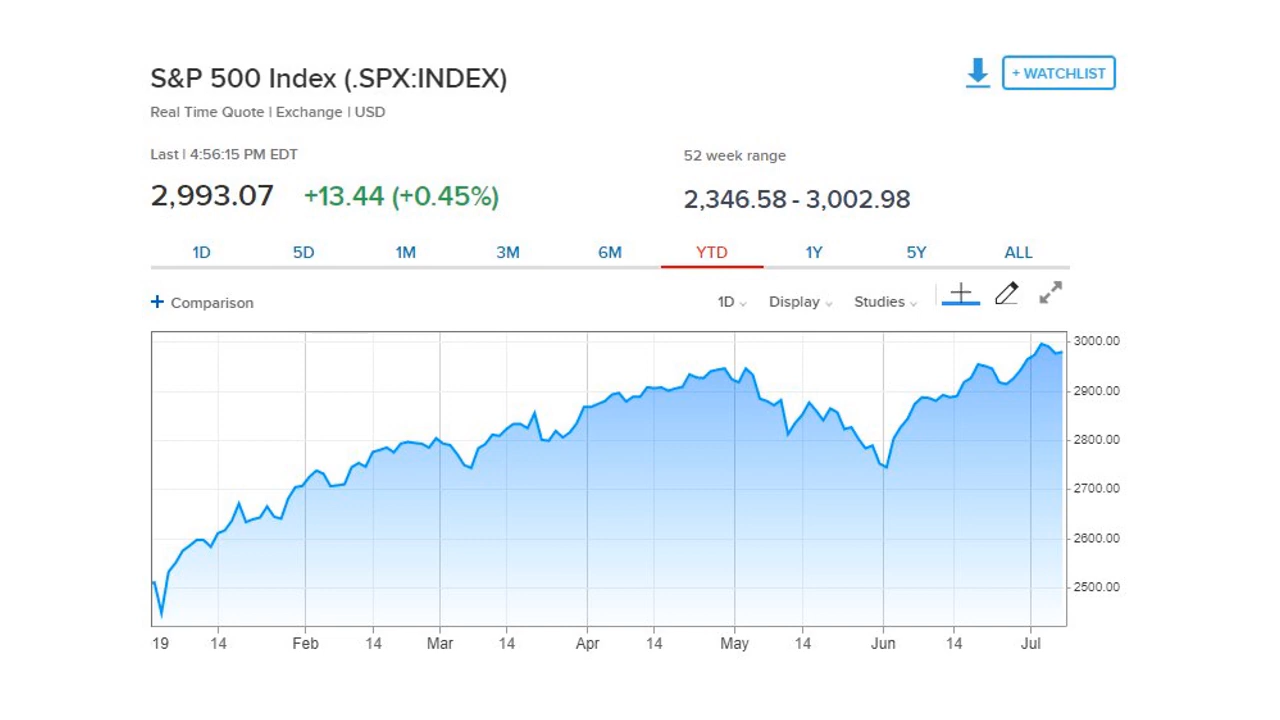 S&P 500 Index (.SPX:INDEX)
+ WATCHLIST
Real Time Quote | Exchange | USD
Last | 4:56:15 PM EDT
52 week range
2,993.07 +13.44 (+0.45%)
2,346.58 - 3,002.98
1D 5D 1M 3M 6M YTD 1Y 5Y ALL
+ Comparison
1D Display Studies
3000.00
2900.00
2800.00
2700.00
2600.00
2500.00
19 14 Feb 14 Mar 14 Apr 14 May 14 Jun 14 Jul